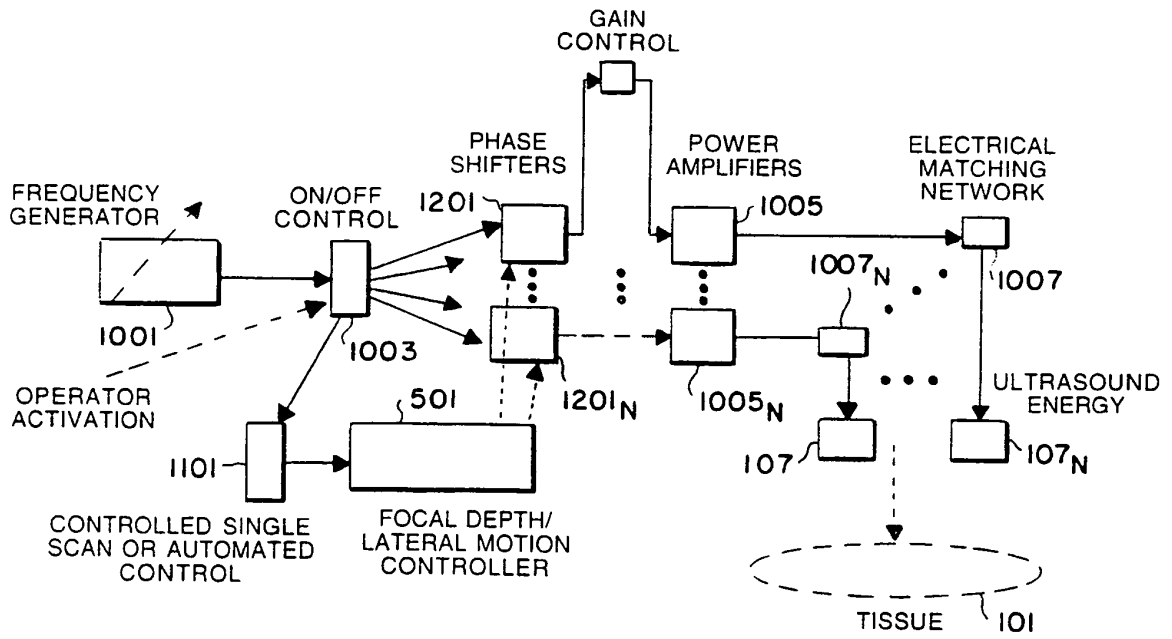 GAIN
CONTROL
PHASE
SHIFTERS
POWER
AMPLIFIERS
ELECTRICAL
MATCHING
NETWORK
FREQUENCY
GENERATOR
ON/OFF
CONTROL
1201
1005
1007
1007N
1001
1003
OPERATOR
ACTIVATION
501
1201N
1005N
ULTRASOUND
ENERGY
1101
107
107N
CONTROLLED SINGLE
SCAN OR AUTOMATED
CONTROL
FOCAL DEPTH/
LATERAL MOTION
CONTROLLER
TISSUE
101